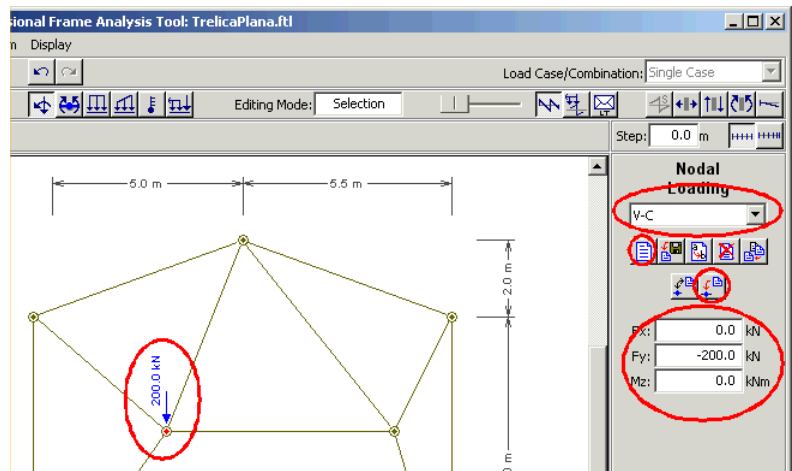 sional Frame Analysis Tool: TrelicaPlana.ftl
Display
Load Case/Combination: Single Case
Editing Mode: Selection
LT
Step: 0.0 m
Nodal
Loading
5.0 m
5.5 m
V-C
2.0 m
Fx: 0.0 kN
Fy: -200.0 kN
Mz: 0.0 kNm
200.0 kN